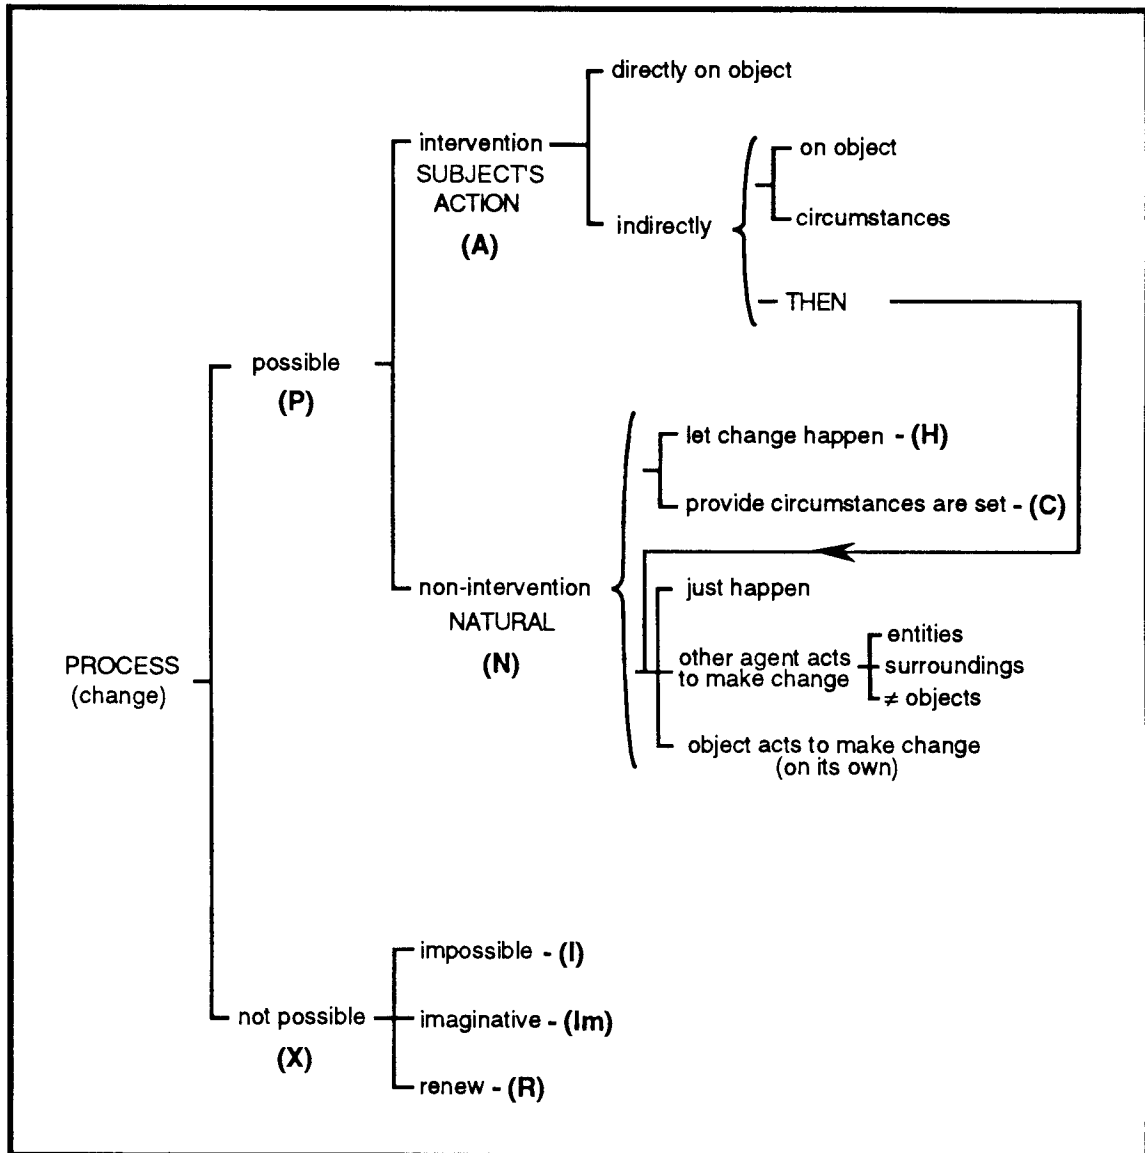 directly on object
intervention
SUBJECT'S
ACTION
(A)
on object
indirectly
circumstances
THEN
possible
(P)
let change happen - (H)
provide circumstances are set - (C)
non-intervention
NATURAL
(N)
just happen
other agent acts
to make change
entities
surroundings
≠ objects
object acts to make change
(on its own)
PROCESS
(change)
not possible
(X)
impossible - (I)
imaginative - (Im)
renew - (R)